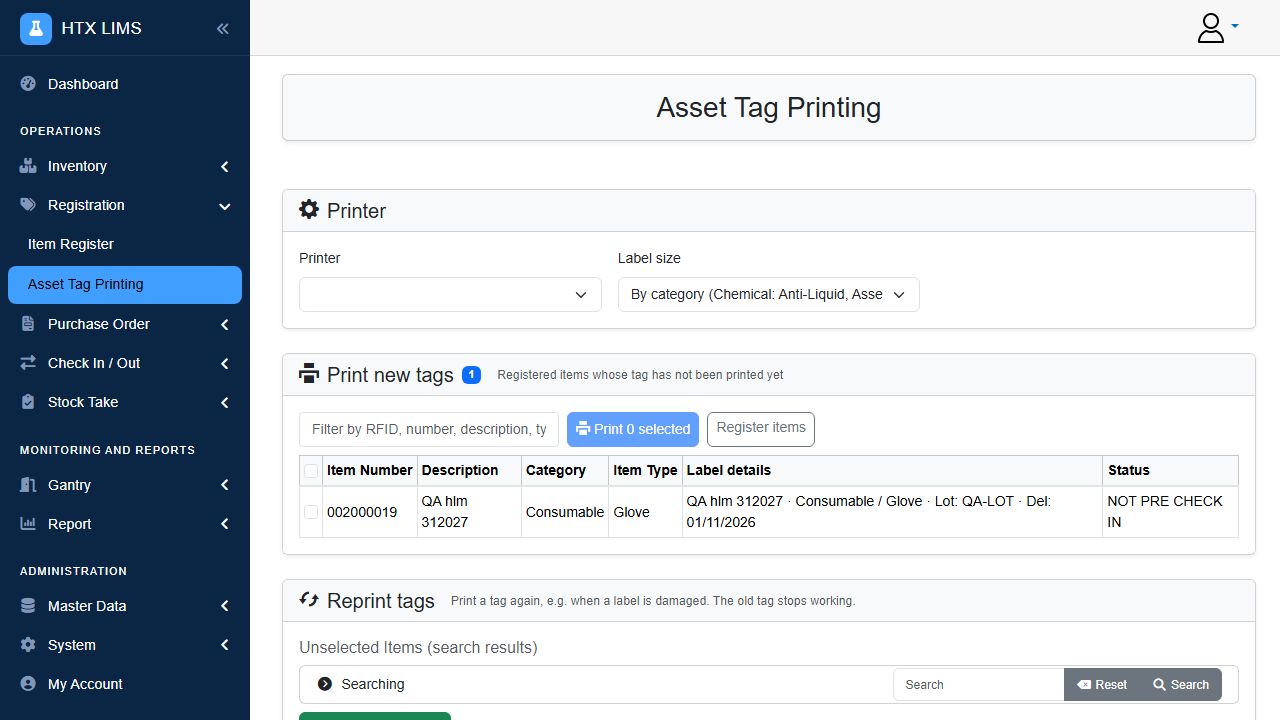 HTX LIMS
Dashboard
OPERATIONS
Inventory
Registration
Item Register
Asset Tag Printing
Purchase Order
Check In / Out
Stock Take
MONITORING AND REPORTS
Gantry
Report
ADMINISTRATION
Master Data
System
My Account
Asset Tag Printing
Printer
Printer
Label size
By category (Chemical: Anti-Liquid, Asse
Print new tags 1 Registered items whose tag has not been printed yet
Filter by RFID, number, description, ty
Print 0 selected
Register items
Item Number Description Category Item Type Label details Status
002000019 QA hlm 312027 Consumable Glove QA hlm 312027 · Consumable / Glove · Lot: QA-LOT · Del: 01/11/2026 NOT PRE CHECK IN
Reprint tags Print a tag again, e.g. when a label is damaged. The old tag stops working.
Unselected Items (search results)
Searching
Search
Reset
Search